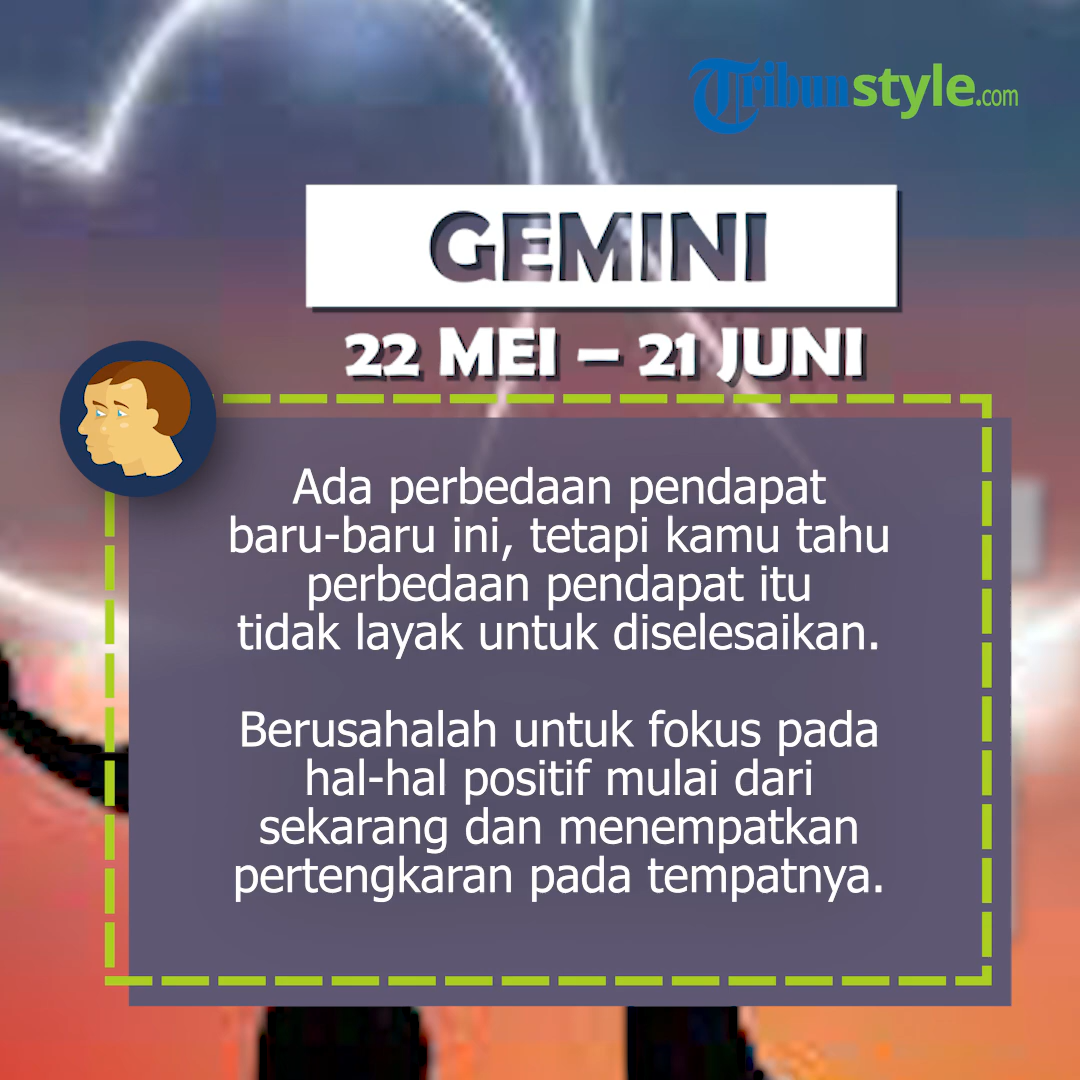 Tribunstyle.com
GEMINI
22 MEI – 21 JUNI
Ada perbedaan pendapat
baru-baru ini, tetapi kamu tahu
perbedaan pendapat itu
tidak layak untuk diselesaikan.
Berusahalah untuk fokus pada
hal-hal positif mulai dari
sekarang dan menempatkan
pertengkaran pada tempatnya.